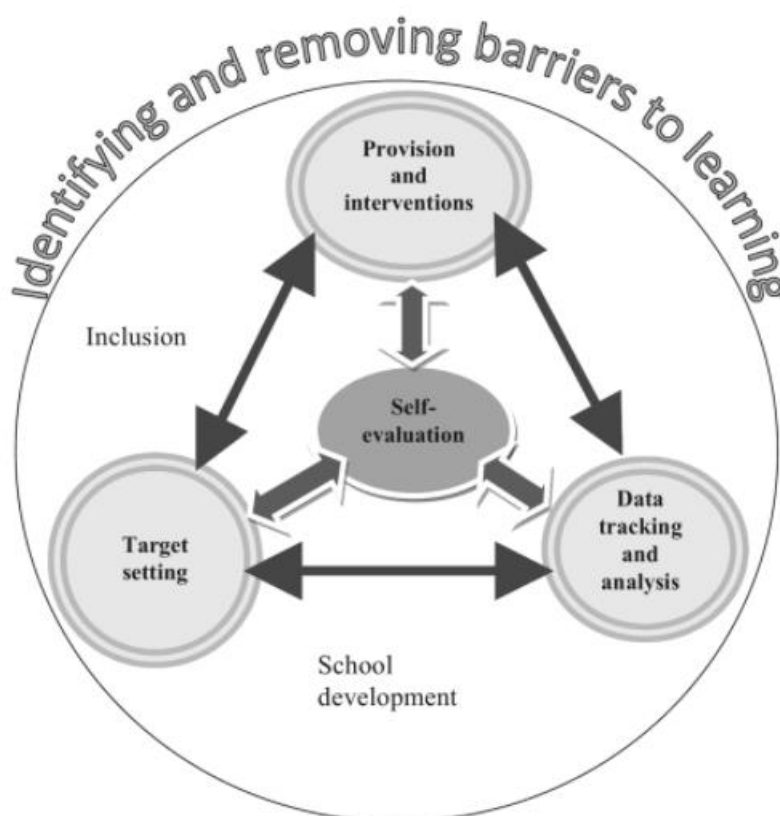 Identifying and removing barriers to learning
Provision
and
interventions
Inclusion
Self-
evaluation
Target
setting
Data
tracking
and
analysis
School
development